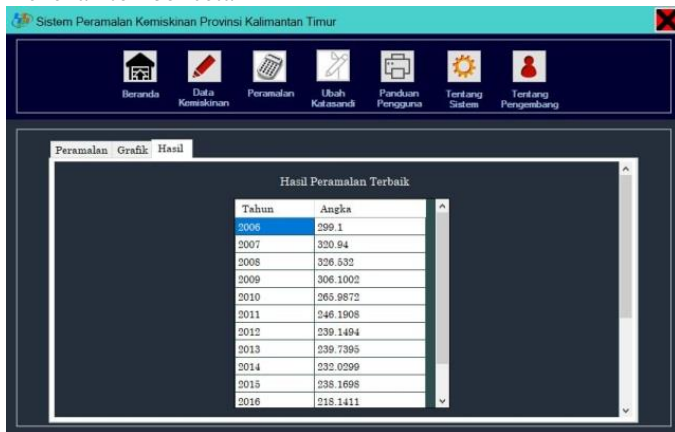 Sistem Peramalan Kemiskinan Provinsi Kalimantan Timur
Beranda Data Kemiskinan Peramalan Ubah Katasandi Panduan Pengguna Tentang Sistem Tentang Pengembang
Peramalan Grafik Hasil
Hasil Peramalan Terbaik
Tahun Angka
2006 299.1
2007 320.94
2008 326.532
2009 306.1002
2010 265.9872
2011 246.1908
2012 239.1494
2013 239.7395
2014 232.0299
2015 238.1698
2016 218.1411